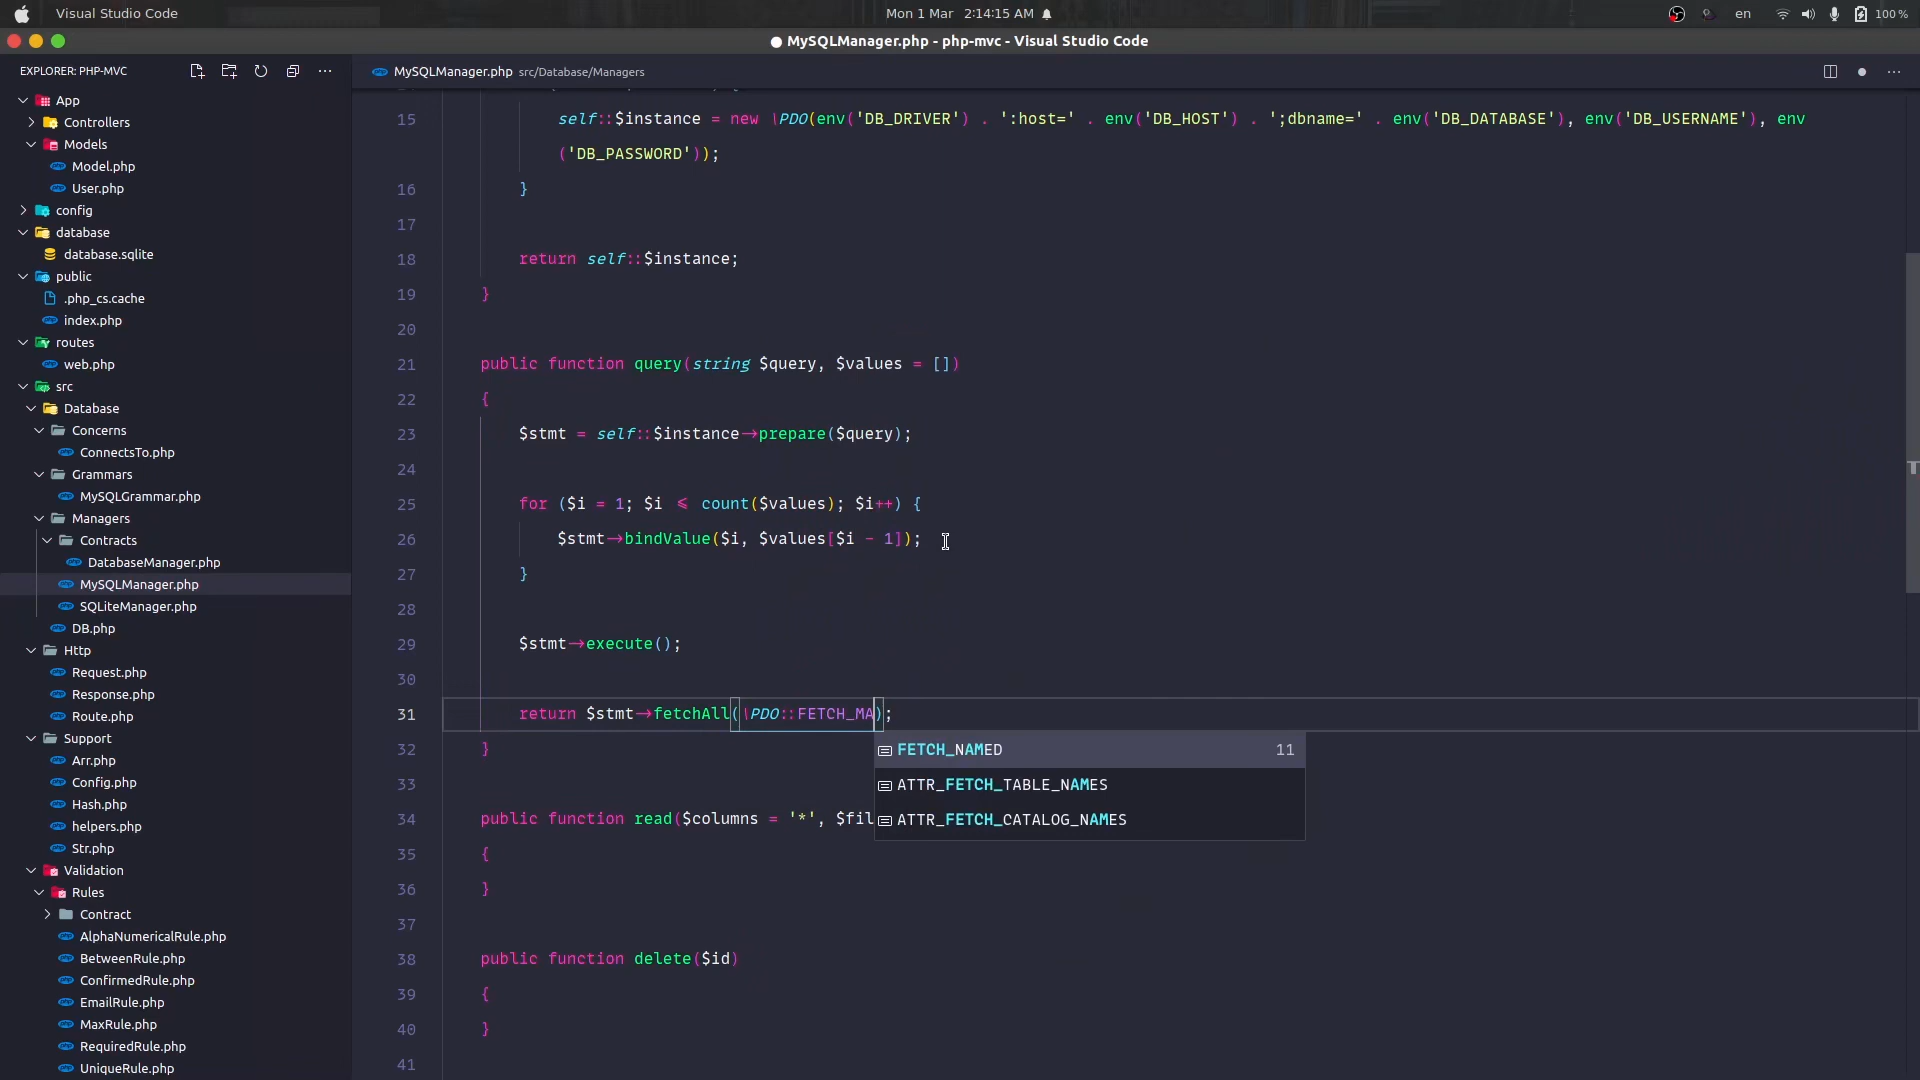 Visual Studio Code
Mon 1 Mar 2:14:15 AM
en
100 %
● MySQLManager.php - php-mvc - Visual Studio Code
EXPLORER: PHP-MVC
App
Controllers
Models
Model.php
User.php
config
database
database.sqlite
public
.php_cs.cache
index.php
routes
web.php
src
Database
Concerns
ConnectsTo.php
Grammars
MySQLGrammar.php
Managers
Contracts
DatabaseManager.php
MySQLManager.php
SQLiteManager.php
DB.php
Http
Request.php
Response.php
Route.php
Support
Arr.php
Config.php
Hash.php
helpers.php
Str.php
Validation
Rules
Contract
AlphaNumericalRule.php
BetweenRule.php
ConfirmedRule.php
EmailRule.php
MaxRule.php
RequiredRule.php
UniqueRule.php
MySQLManager.php src/Database/Managers
15 self::$instance = new \PDO(env('DB_DRIVER') . ':host=' . env('DB_HOST') . ';dbname=' . env('DB_DATABASE'), env('DB_USERNAME'), env
('DB_PASSWORD'));
16 }
17
18 return self::$instance;
19 }
20
21 public function query(string $query, $values = [])
22 {
23 $stmt = self::$instance->prepare($query);
24
25 for ($i = 1; $i <= count($values); $i++) {
26 $stmt->bindValue($i, $values[$i - 1]);
27 }
28
29 $stmt->execute();
30
31 return $stmt->fetchAll(\PDO::FETCH_MA);
32 }
FETCH_NAMED 11
33
ATTR_FETCH_TABLE_NAMES
34 public function read($columns = '*', $fil
ATTR_FETCH_CATALOG_NAMES
35 {
36 }
37
38 public function delete($id)
39 {
40 }
41